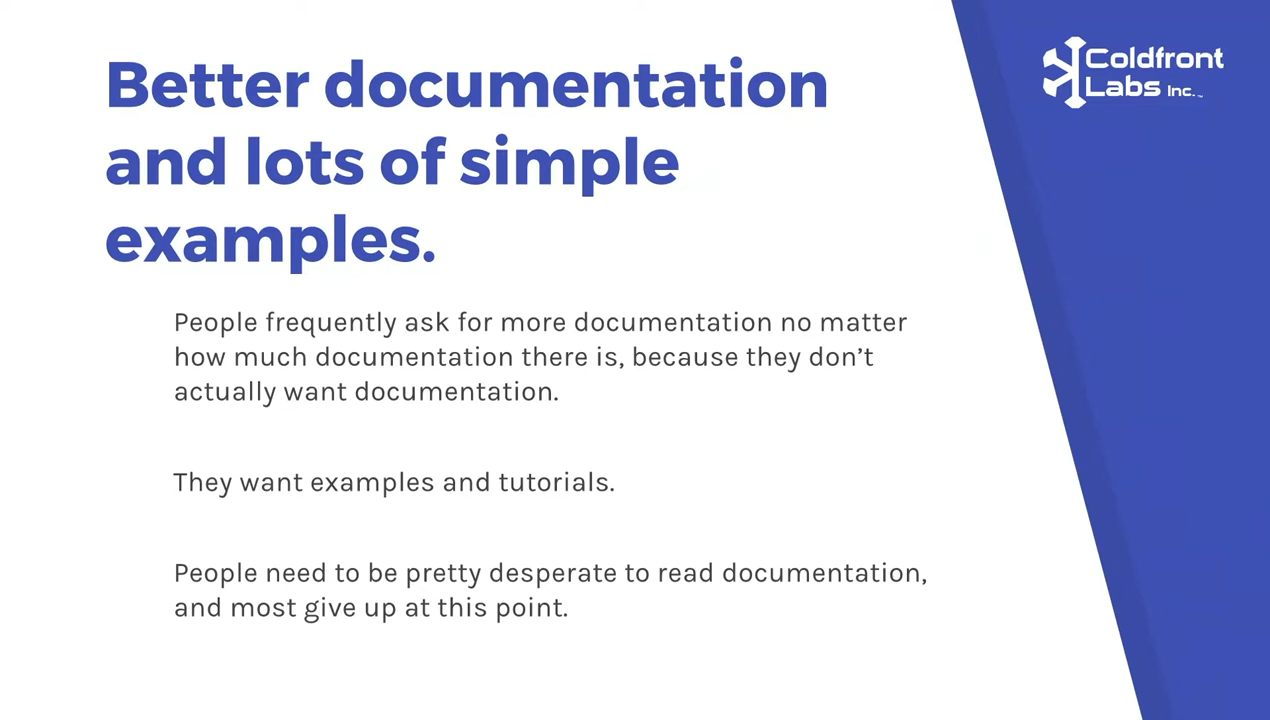 Better documentation
and lots of simple
examples.
Coldfront
Labs Inc.
People frequently ask for more documentation no matter
how much documentation there is, because they don’t
actually want documentation.
They want examples and tutorials.
People need to be pretty desperate to read documentation,
and most give up at this point.